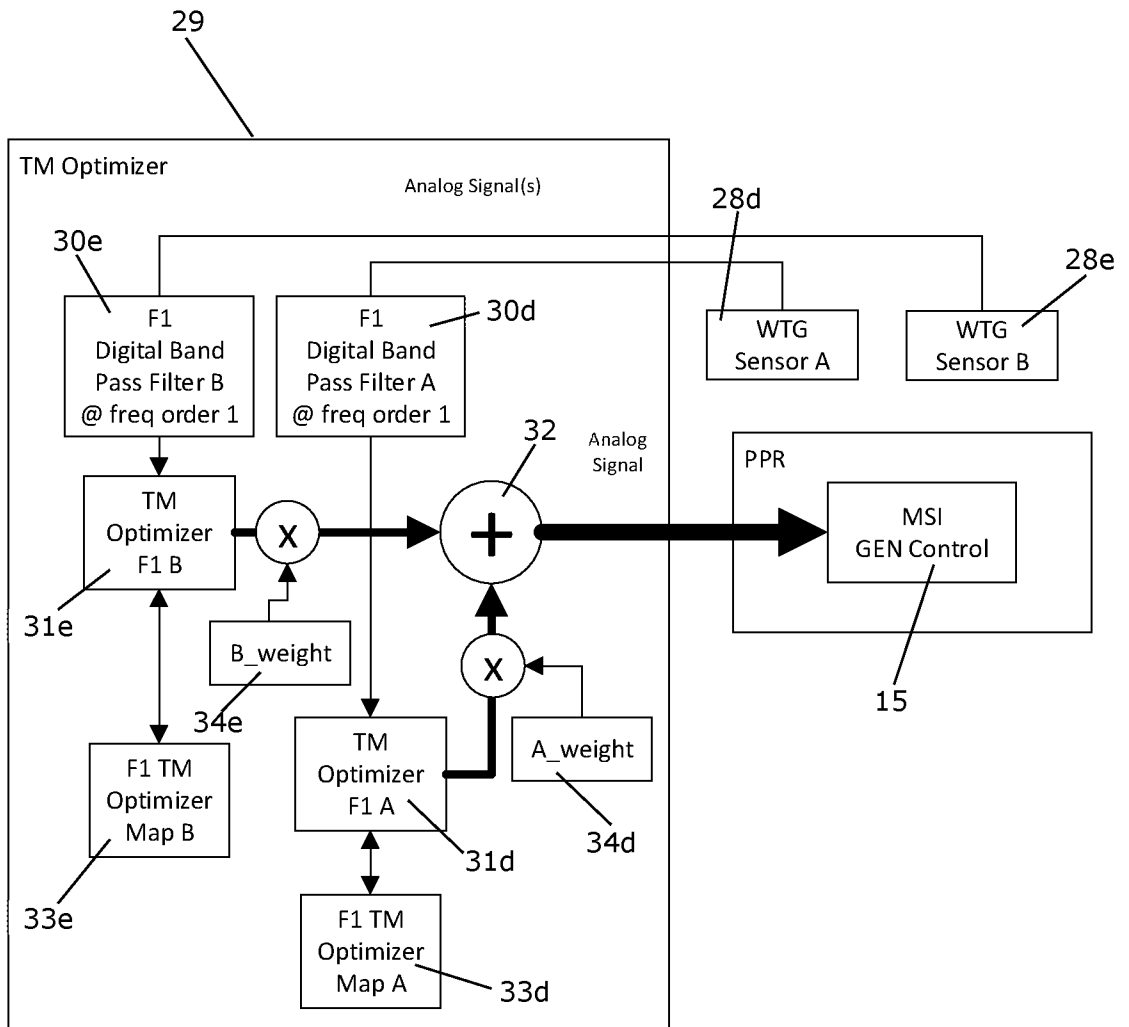 29
TM Optimizer
Analog Signal(s)
28d
28e
30e
30d
F1
Digital Band
Pass Filter B
@ freq order 1
F1
Digital Band
Pass Filter A
@ freq order 1
WTG
Sensor A
WTG
Sensor B
32
Analog
Signal
PPR
TM
Optimizer
F1 B
X
+
MSI
GEN Control
31e
B_weight
X
15
34e
TM
Optimizer
F1 A
A_weight
F1 TM
Optimizer
Map B
31d
34d
33e
F1 TM
Optimizer
Map A
33d